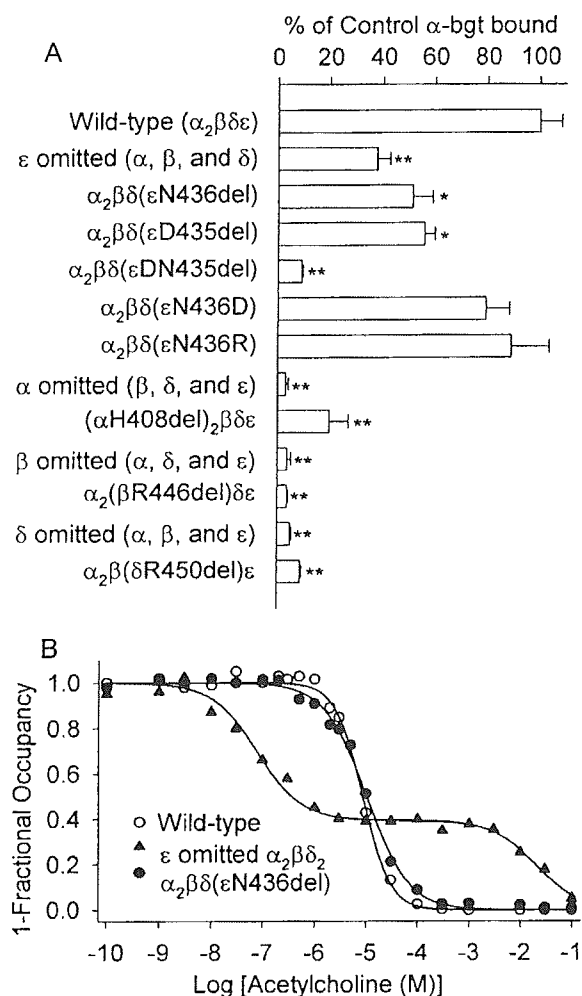 % of Control α-bgt bound
A
0 20 40 60 80 100
Wild-type (α₂βδε)
ε omitted (α, β, and δ) **
α₂βδ(εN436del) *
α₂βδ(εD435del) *
α₂βδ(εDN435del) **
α₂βδ(εN436D)
α₂βδ(εN436R)
α omitted (β, δ, and ε) **
(αH408del)₂βδε **
β omitted (α, δ, and ε) **
α₂(βR446del)δε **
δ omitted (α, β, and ε) **
α₂β(δR450del)ε **
B
1-Fractional Occupancy
1.0
0.8
0.6
0.4
0.2
0.0
Wild-type
ε omitted α₂βδ₂
α₂βδ(εN436del)
-10 -9 -8 -7 -6 -5 -4 -3 -2 -1
Log [Acetylcholine (M)]